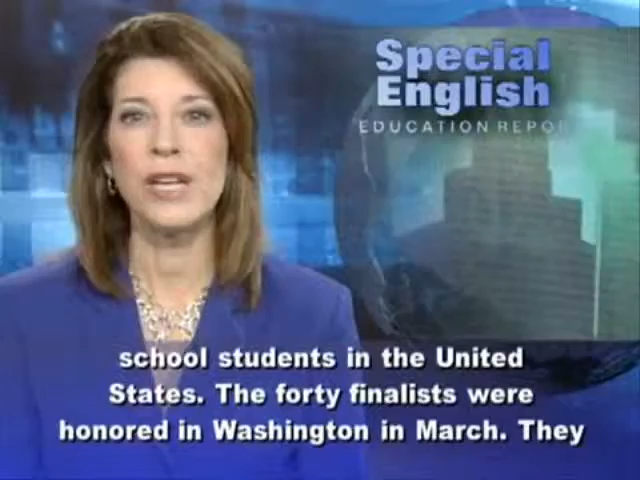 Special
English
EDUCATION REPOR
school students in the United
States. The forty finalists were
honored in Washington in March. They